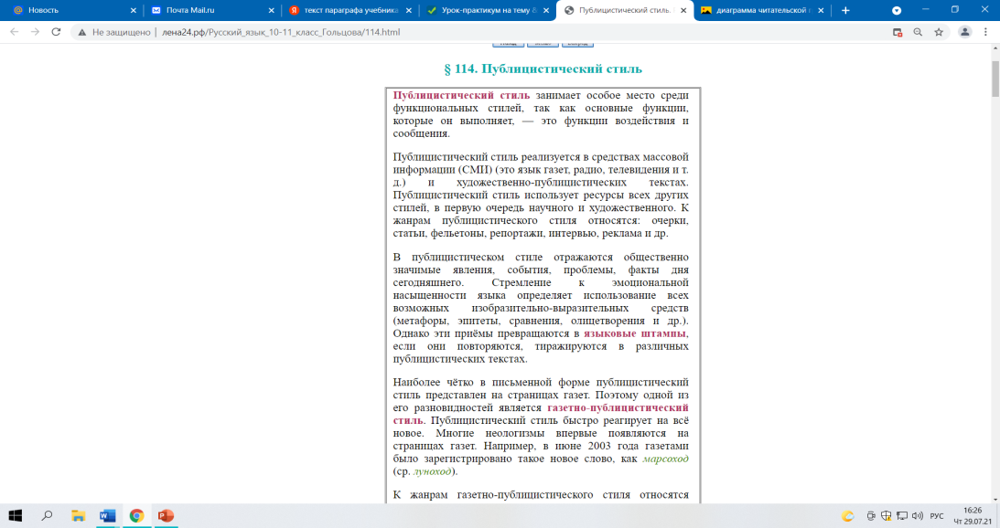 Новость
Почта Mail.ru
текст параграфа учебника
Урок-практикум на тему
Публицистический стиль.
диаграмма читательской
Не защищено | лена24.рф/Русский_язык_10-11_класс_Гольцова/114.html
§ 114. Публицистический стиль
Публицистический стиль занимает особое место среди
функциональных стилей, так как основные функции,
которые он выполняет, — это функции воздействия и
сообщения.
Публицистический стиль реализуется в средствах массовой
информации (СМИ) (это язык газет, радио, телевидения и т.
д.) и художественно-публицистических текстах.
Публицистический стиль использует ресурсы всех других
стилей, в первую очередь научного и художественного. К
жанрам публицистического стиля относятся: очерки,
статьи, фельетоны, репортажи, интервью, реклама и др.
В публицистическом стиле отражаются общественно
значимые явления, события, проблемы, факты дня
сегодняшнего. Стремление к эмоциональной
насыщенности языка определяет использование всех
возможных изобразительно-выразительных средств
(метафоры, эпитеты, сравнения, олицетворения и др.).
Однако эти приёмы превращаются в языковые штампы,
если они повторяются, тиражируются в различных
публицистических текстах.
Наиболее чётко в письменной форме публицистический
стиль представлен на страницах газет. Поэтому одной из
его разновидностей является газетно-публицистический
стиль. Публицистический стиль быстро реагирует на всё
новое. Многие неологизмы впервые появляются на
страницах газет. Например, в июне 2003 года газетами
было зарегистрировано такое новое слово, как марсоход
(ср. луноход).
К жанрам газетно-публицистического стиля относятся
РУС
16:26
Чт 29.07.21